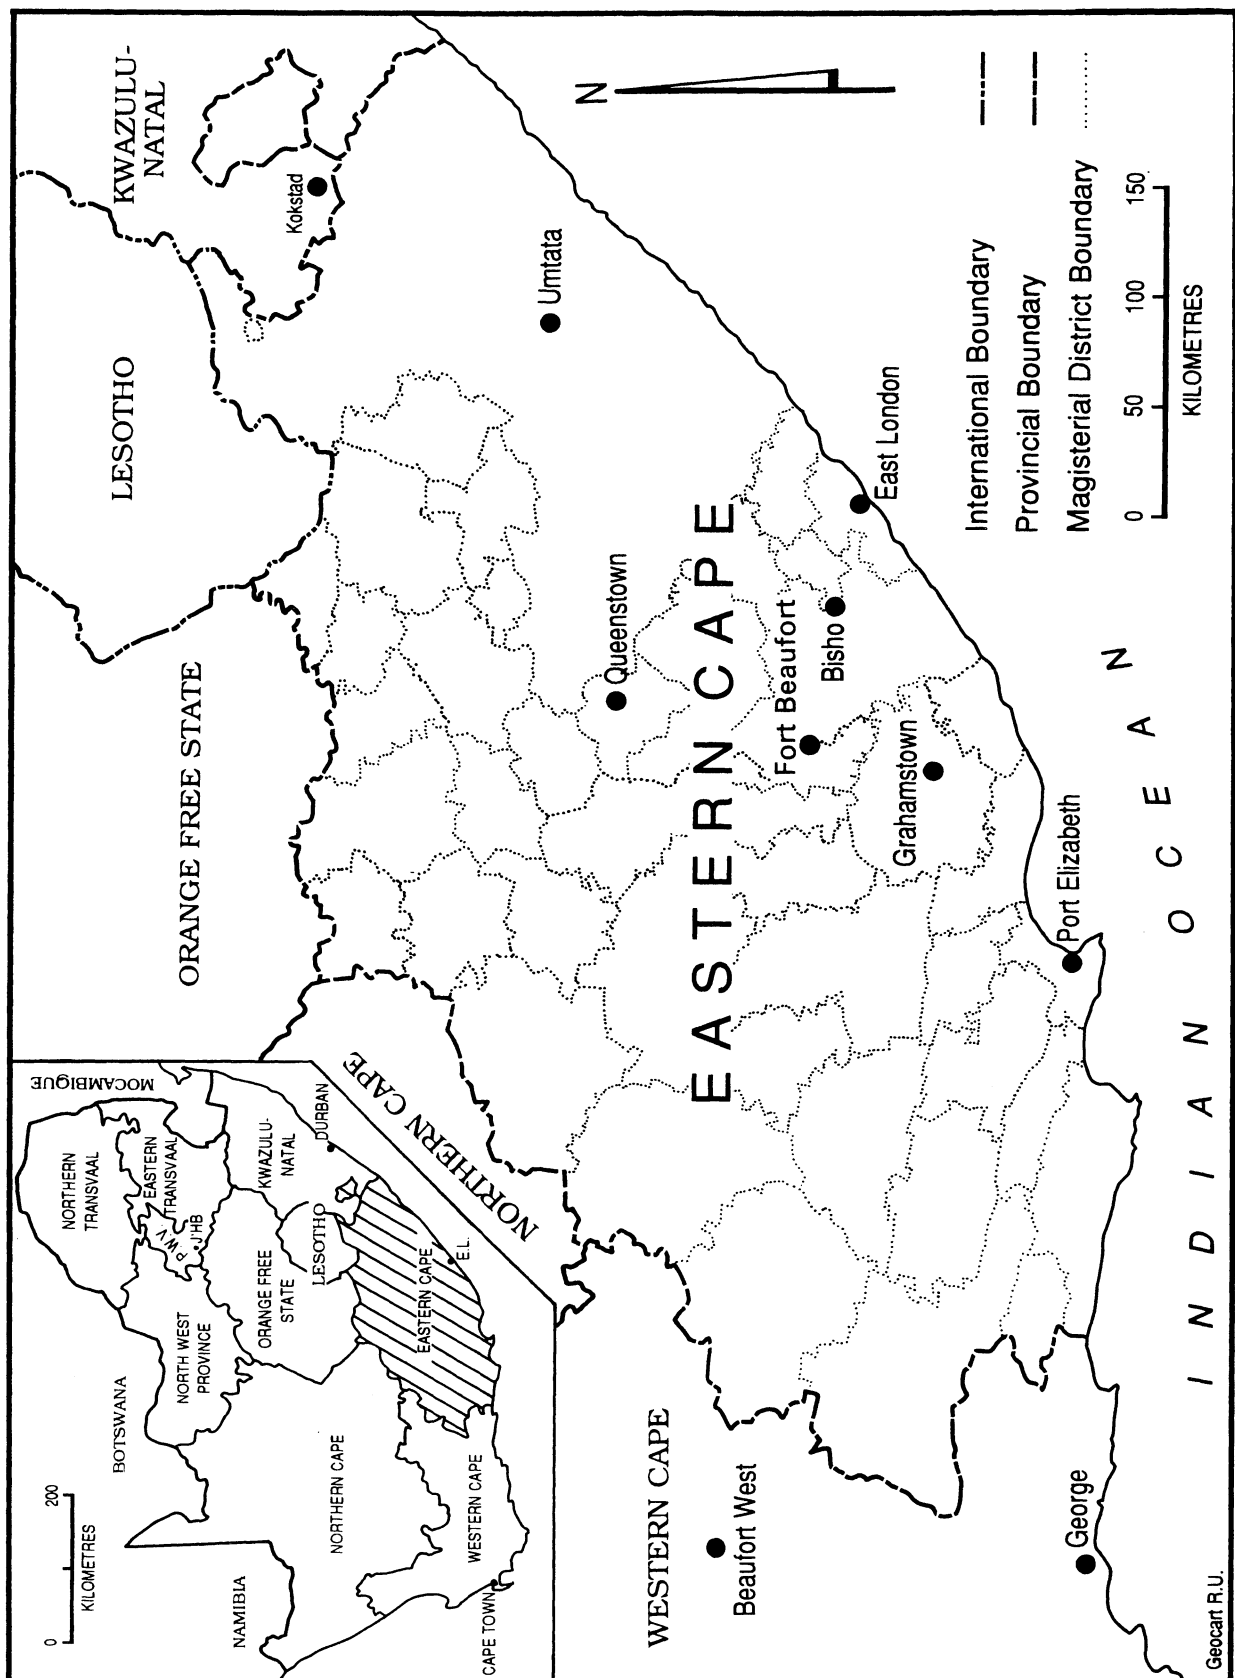 MOCAMBIGUE
NORTHERN
TRANSVAAL
EASTERN
TRANSVAAL
P.W.V.
J'HB
BOTSWANA
NORTH WEST
PROVINCE
KWAZULU-
NATAL
DURBAN
ORANGE FREE
STATE
LESOTHO
EASTERN CAPE
E.L.
NAMIBIA
NORTHERN CAPE
WESTERN CAPE
CAPE TOWN
0 200
KILOMETRES
ORANGE FREE STATE
LESOTHO
KWAZULU-
NATAL
Kokstad
N
NORTHERN CAPE
Umtata
Queenstown
EASTERN CAPE
WESTERN CAPE
Beaufort West
Fort Beaufort
Bisho
East London
Grahamstown
Port Elizabeth
George
INDIAN OCEAN
International Boundary
Provincial Boundary
Magisterial District Boundary
0 50 100 150
KILOMETRES
Geocart R.U.